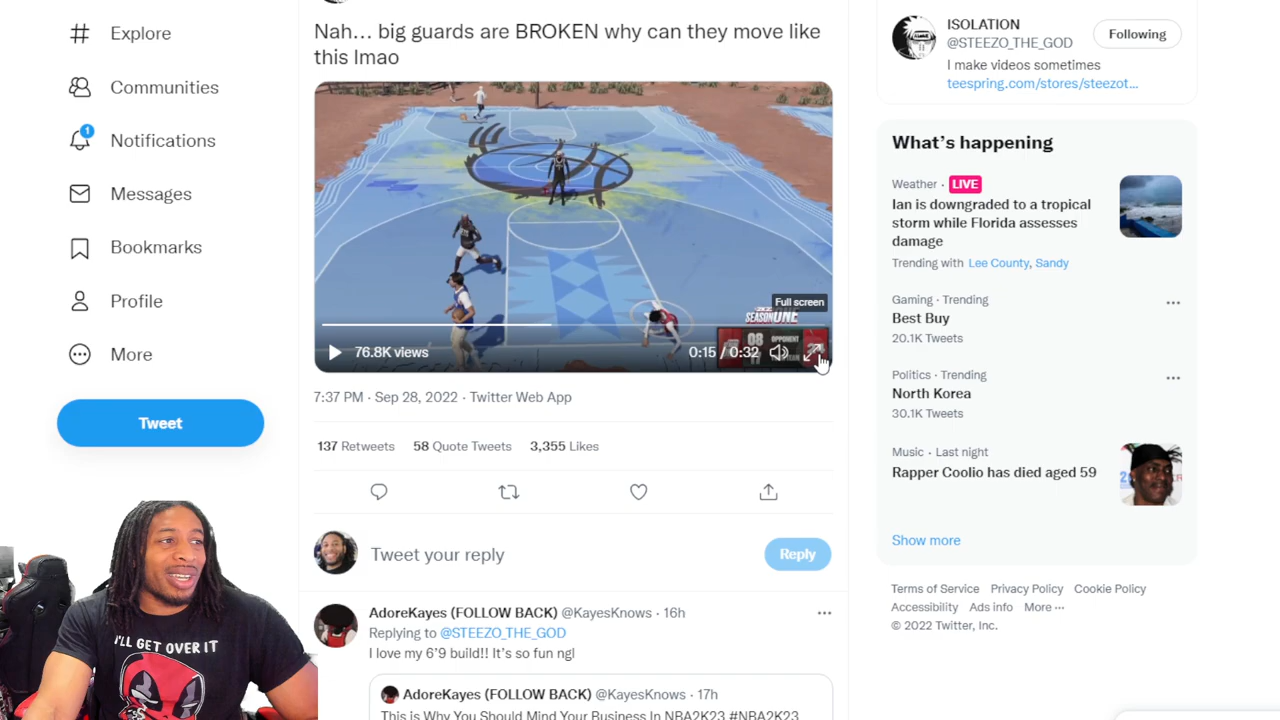 Explore
Communities
1
Notifications
Messages
Bookmarks
Profile
More
Tweet
Nah... big guards are BROKEN why can they move like
this lmao
Full screen
SEASON ONE
08
OPPONENT
76.8K views
0:15 / 0:32
7:37 PM · Sep 28, 2022 · Twitter Web App
137 Retweets 58 Quote Tweets 3,355 Likes
Tweet your reply
Reply
AdoreKayes (FOLLOW BACK) @KayesKnows · 16h
Replying to @STEEZO_THE_GOD
I love my 6'9 build!! It's so fun ngl
AdoreKayes (FOLLOW BACK) @KayesKnows · 17h
This is Why You Should Mind Your Business In NBA2K23 #NBA2K23
ISOLATION
@STEEZO_THE_GOD
Following
I make videos sometimes
teespring.com/stores/steezot...
What's happening
Weather · LIVE
Ian is downgraded to a tropical
storm while Florida assesses
damage
Trending with Lee County, Sandy
Gaming · Trending
Best Buy
20.1K Tweets
Politics · Trending
North Korea
30.1K Tweets
Music · Last night
Rapper Coolio has died aged 59
Show more
Terms of Service Privacy Policy Cookie Policy
Accessibility Ads info More ...
© 2022 Twitter, Inc.
I'LL GET OVER IT